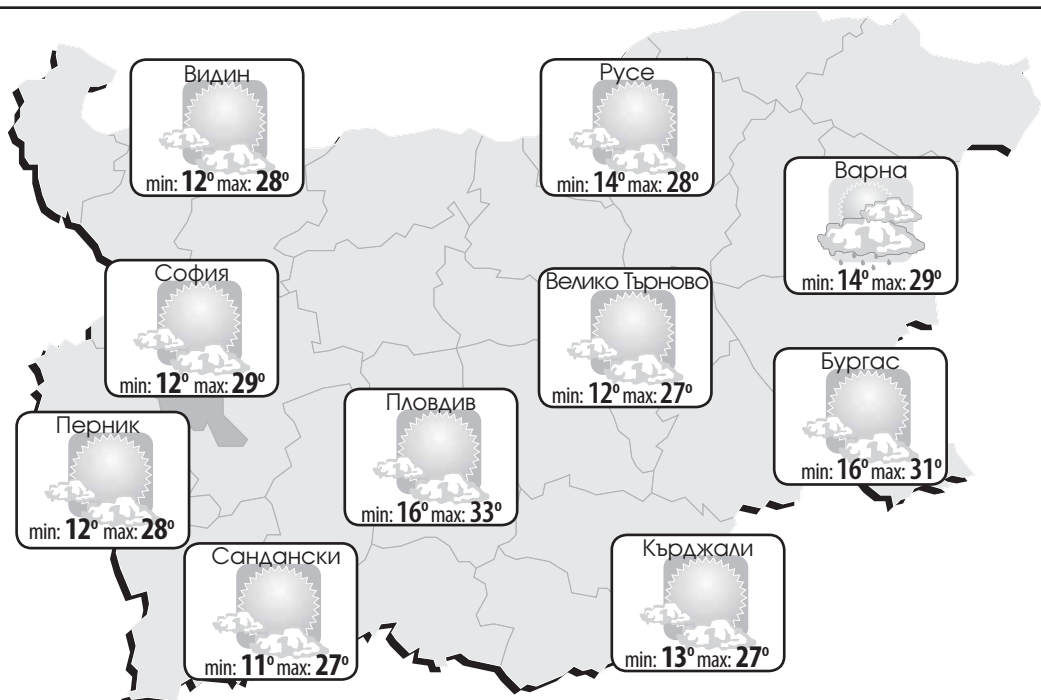 Видин
min: 12° max: 28°
Русе
min: 14° max: 28°
Варна
min: 14° max: 29°
София
min: 12° max: 29°
Велико Търново
min: 12° max: 27°
Бургас
min: 16° max: 31°
Пловдив
min: 16° max: 33°
Перник
min: 12° max: 28°
Сандански
min: 11° max: 27°
Кърджали
min: 13° max: 27°